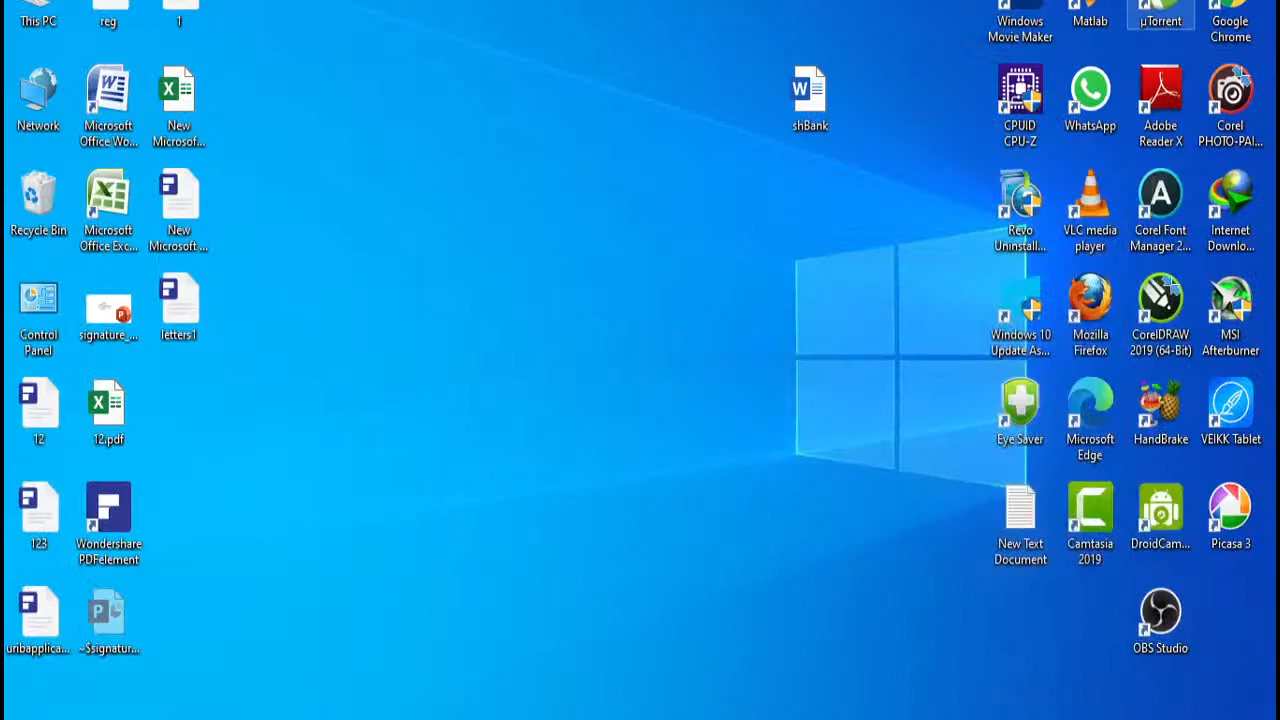 This PC
reg
1
Windows
Movie Maker
Matlab
µTorrent
Google
Chrome
Network
Microsoft
Office Wo...
New
Microsof...
shBank
CPUID
CPU-Z
WhatsApp
Adobe
Reader X
Corel
PHOTO-PAI...
Recycle Bin
Microsoft
Office Exc...
New
Microsoft ...
Revo
Uninstall...
VLC media
player
Corel Font
Manager 2...
Internet
Downlo...
Control
Panel
signature_...
letters1
Windows 10
Update As...
Mozilla
Firefox
CorelDRAW
2019 (64-Bit)
MSI
Afterburner
12
12.pdf
Eye Saver
Microsoft
Edge
HandBrake
VEIKK Tablet
123
Wondershare
PDFelement
New Text
Document
Camtasia
2019
DroidCam...
Picasa 3
uribapplica...
~$signatur...
OBS Studio